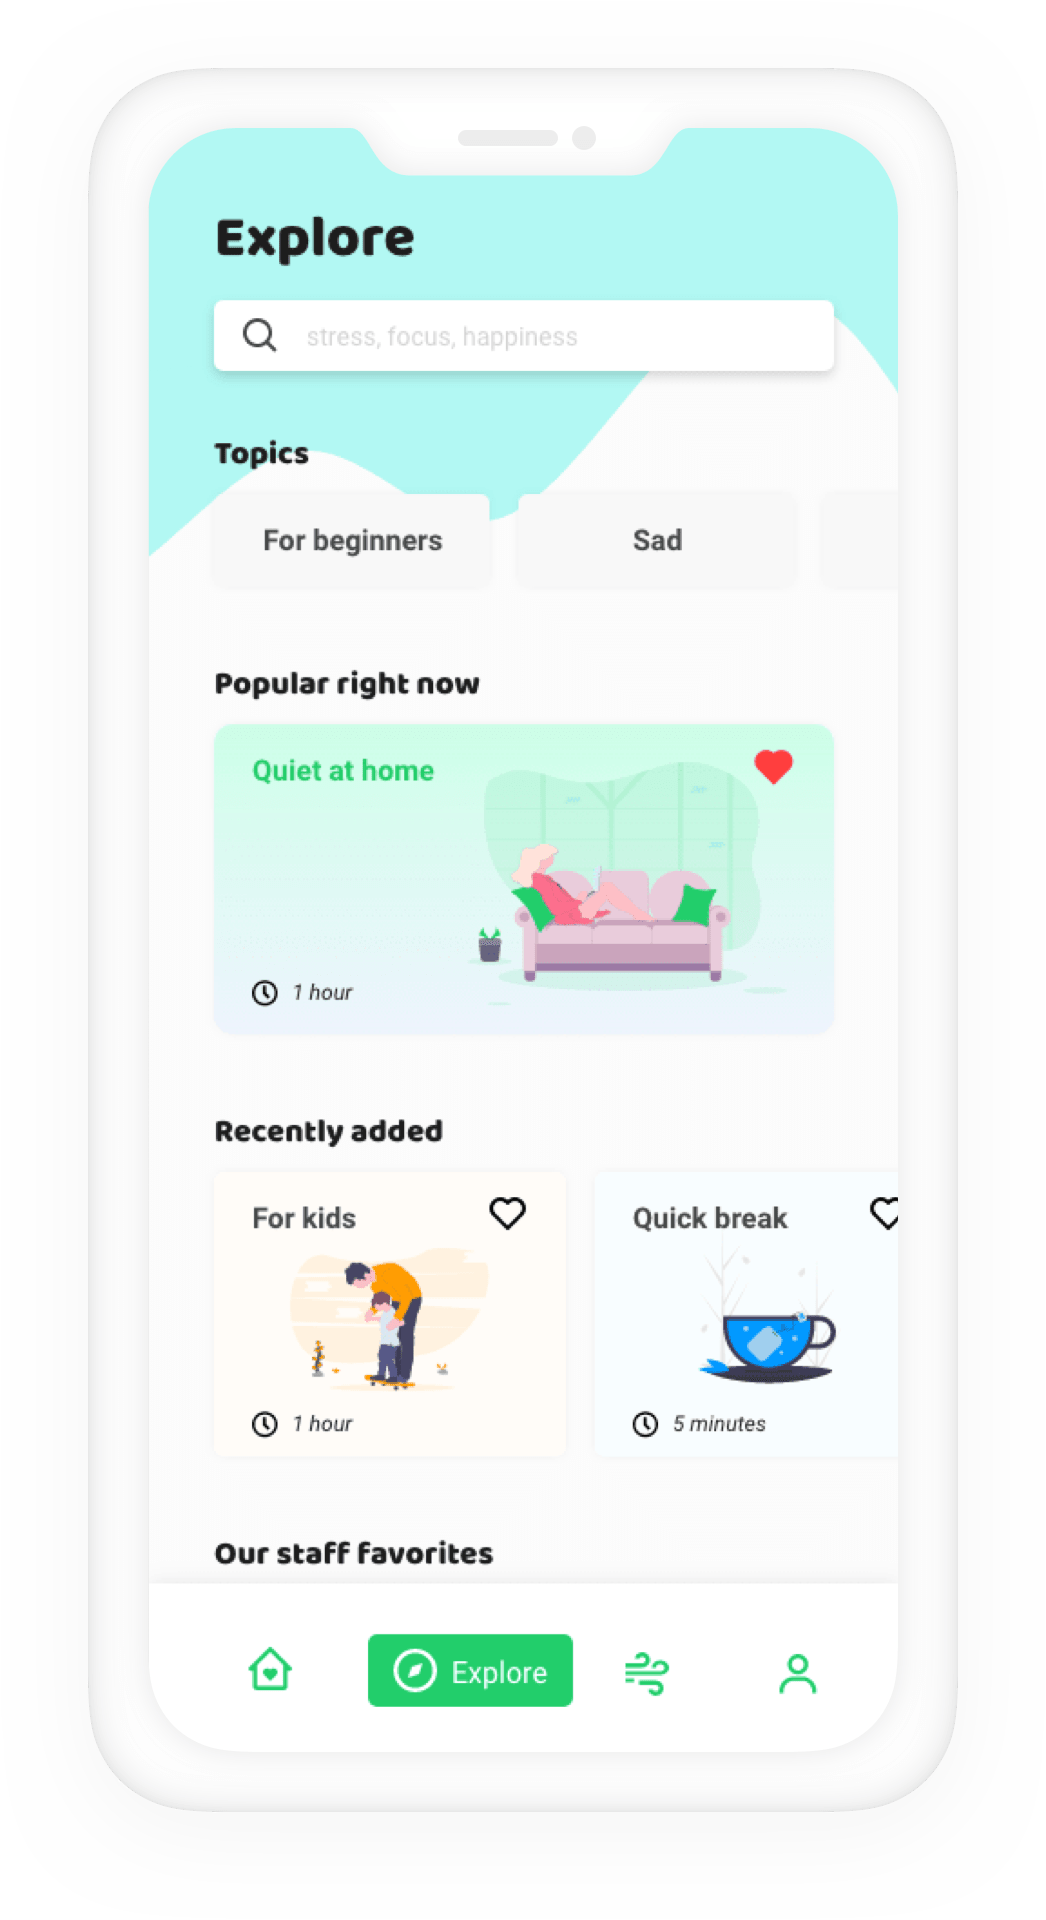 Explore
stress, focus, happiness
Topics
For beginners
Sad
Popular right now
Quiet at home
1 hour
Recently added
For kids
Quick break
1 hour
5 minutes
Our staff favorites
Explore